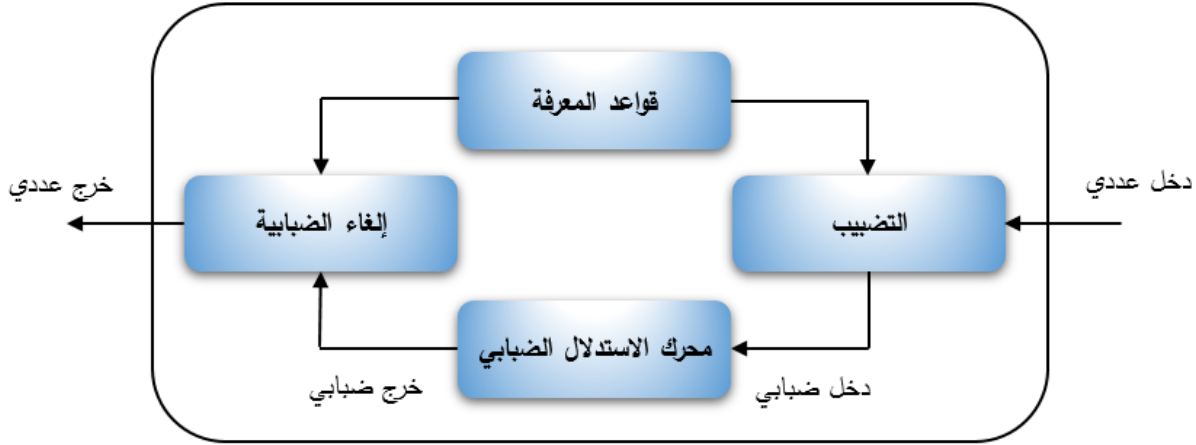 قواعد المعرفة
دخل عددي
التضبيب
إلغاء الضبابية
خرج عددي
محرك الاستدلال الضبابي
دخل ضبابي
خرج ضبابي